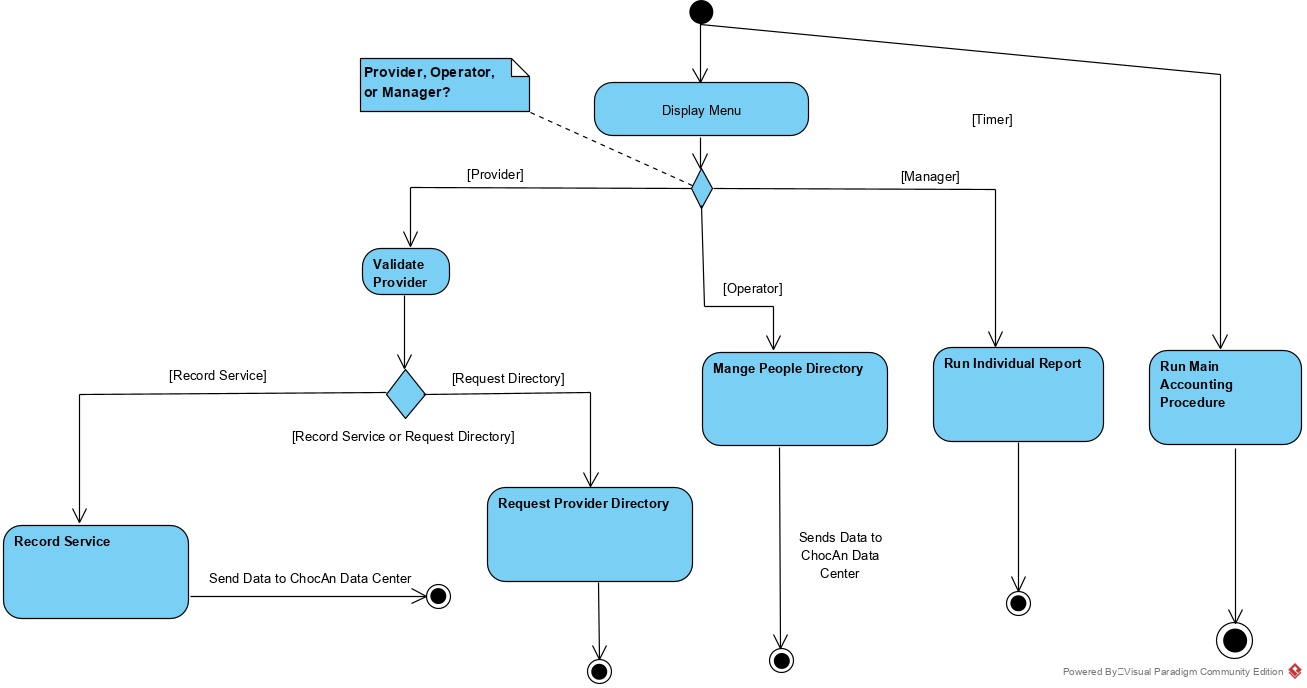 Provider, Operator,
or Manager?
Display Menu
[Timer]
[Provider]
[Manager]
Validate
Provider
[Operator]
[Record Service]
[Request Directory]
[Record Service or Request Directory]
Mange People Directory
Run Individual Report
Run Main
Accounting
Procedure
Request Provider Directory
Record Service
Send Data to ChocAn Data Center
Sends Data to
ChocAn Data
Center
Powered By Visual Paradigm Community Edition